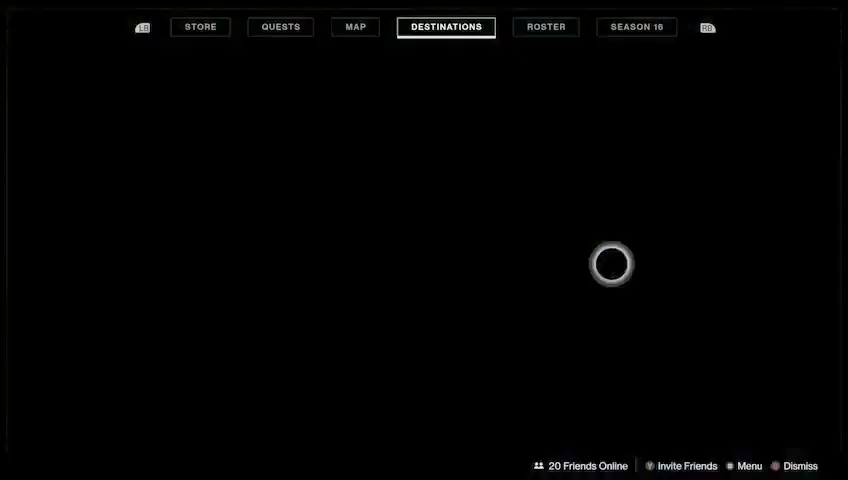 LB STORE QUESTS MAP DESTINATIONS ROSTER SEASON 16 RB
20 Friends Online Y Invite Friends Menu Dismiss